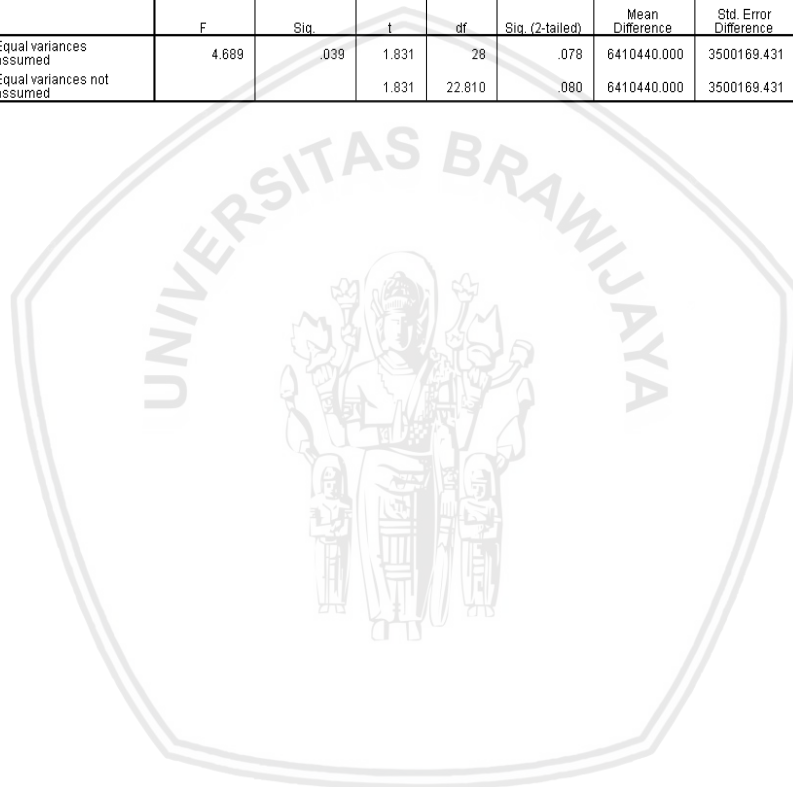 F Sig. t df Sig. (2-tailed) Mean Difference Std. Error Difference
Equal variances assumed 4.689 .039 1.831 28 .078 6410440.000 3500169.431
Equal variances not assumed 1.831 22.810 .080 6410440.000 3500169.431
UNIVERSITAS BRAWIJAYA